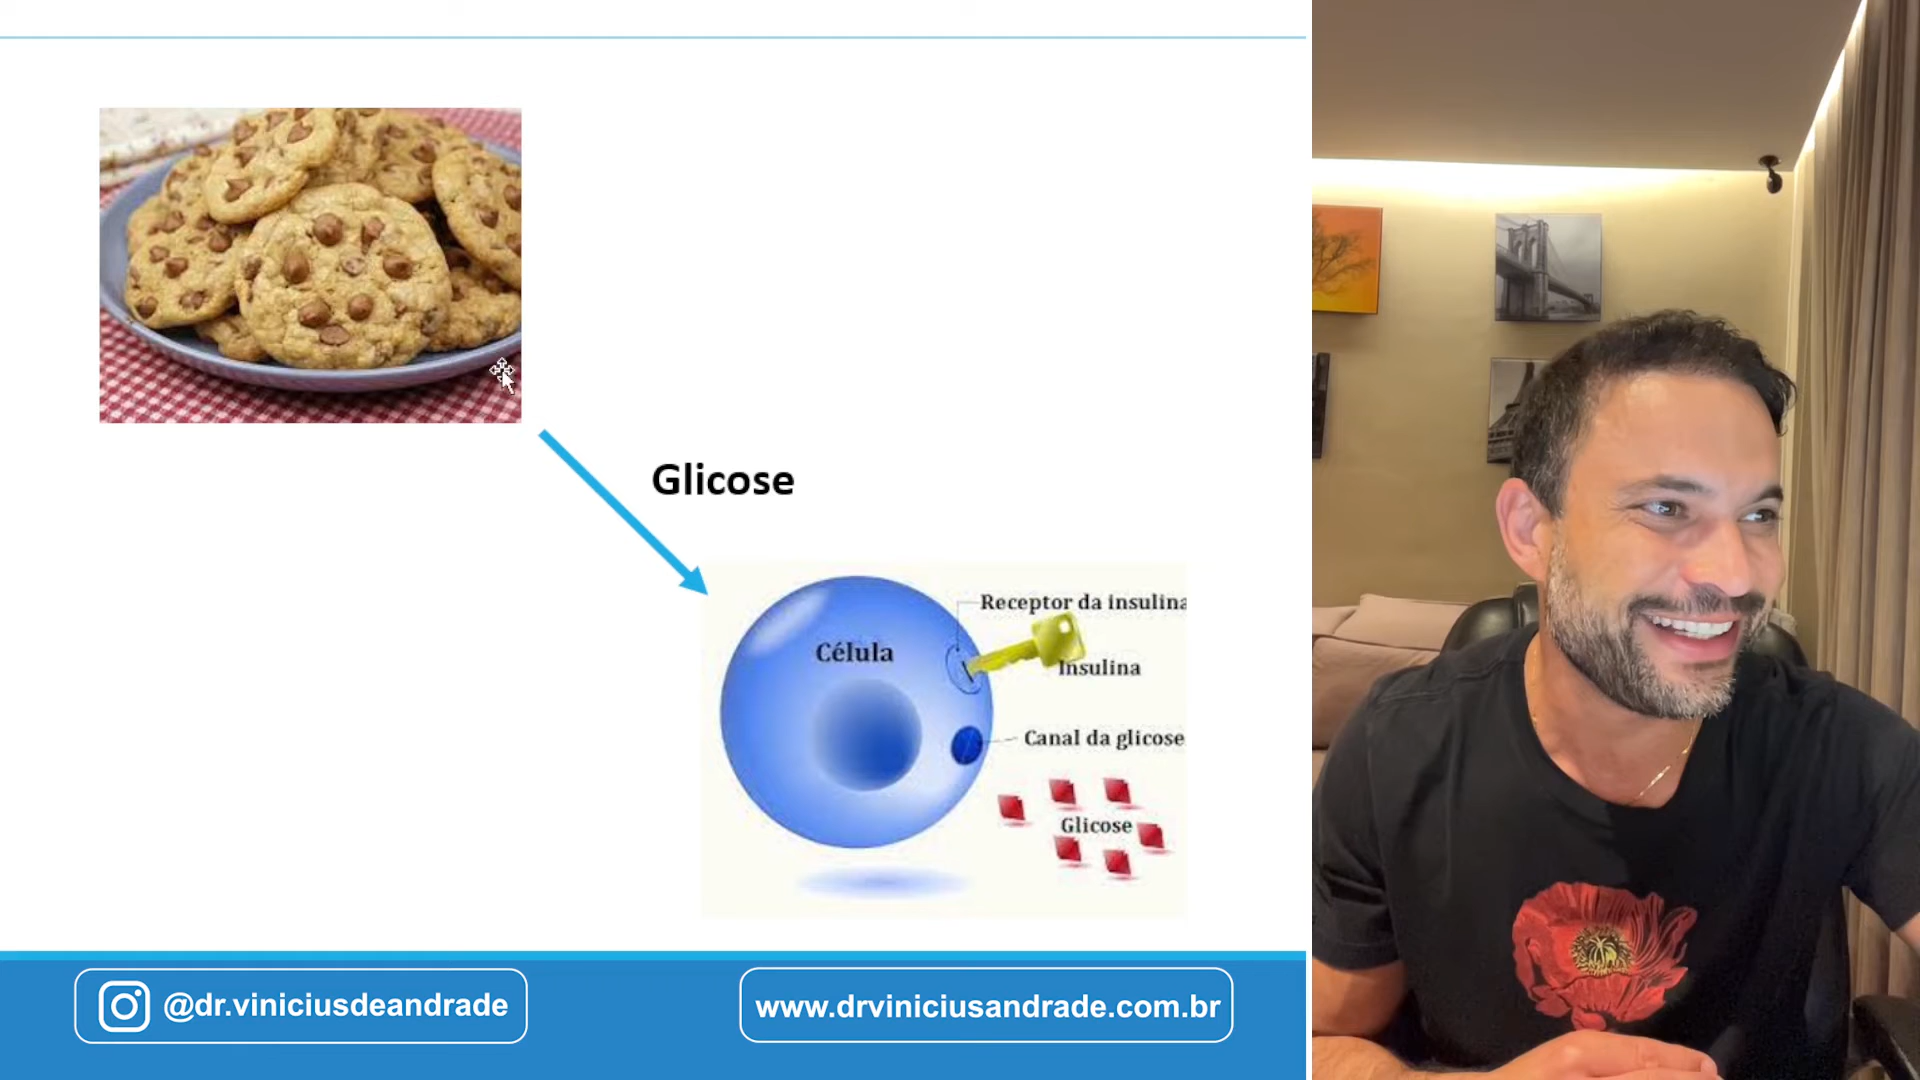 Glicose
Receptor da insulina
Célula
Insulina
Canal da glicose
Glicose
@dr.viniciusdeandrade
www.drviniciusandrade.com.br